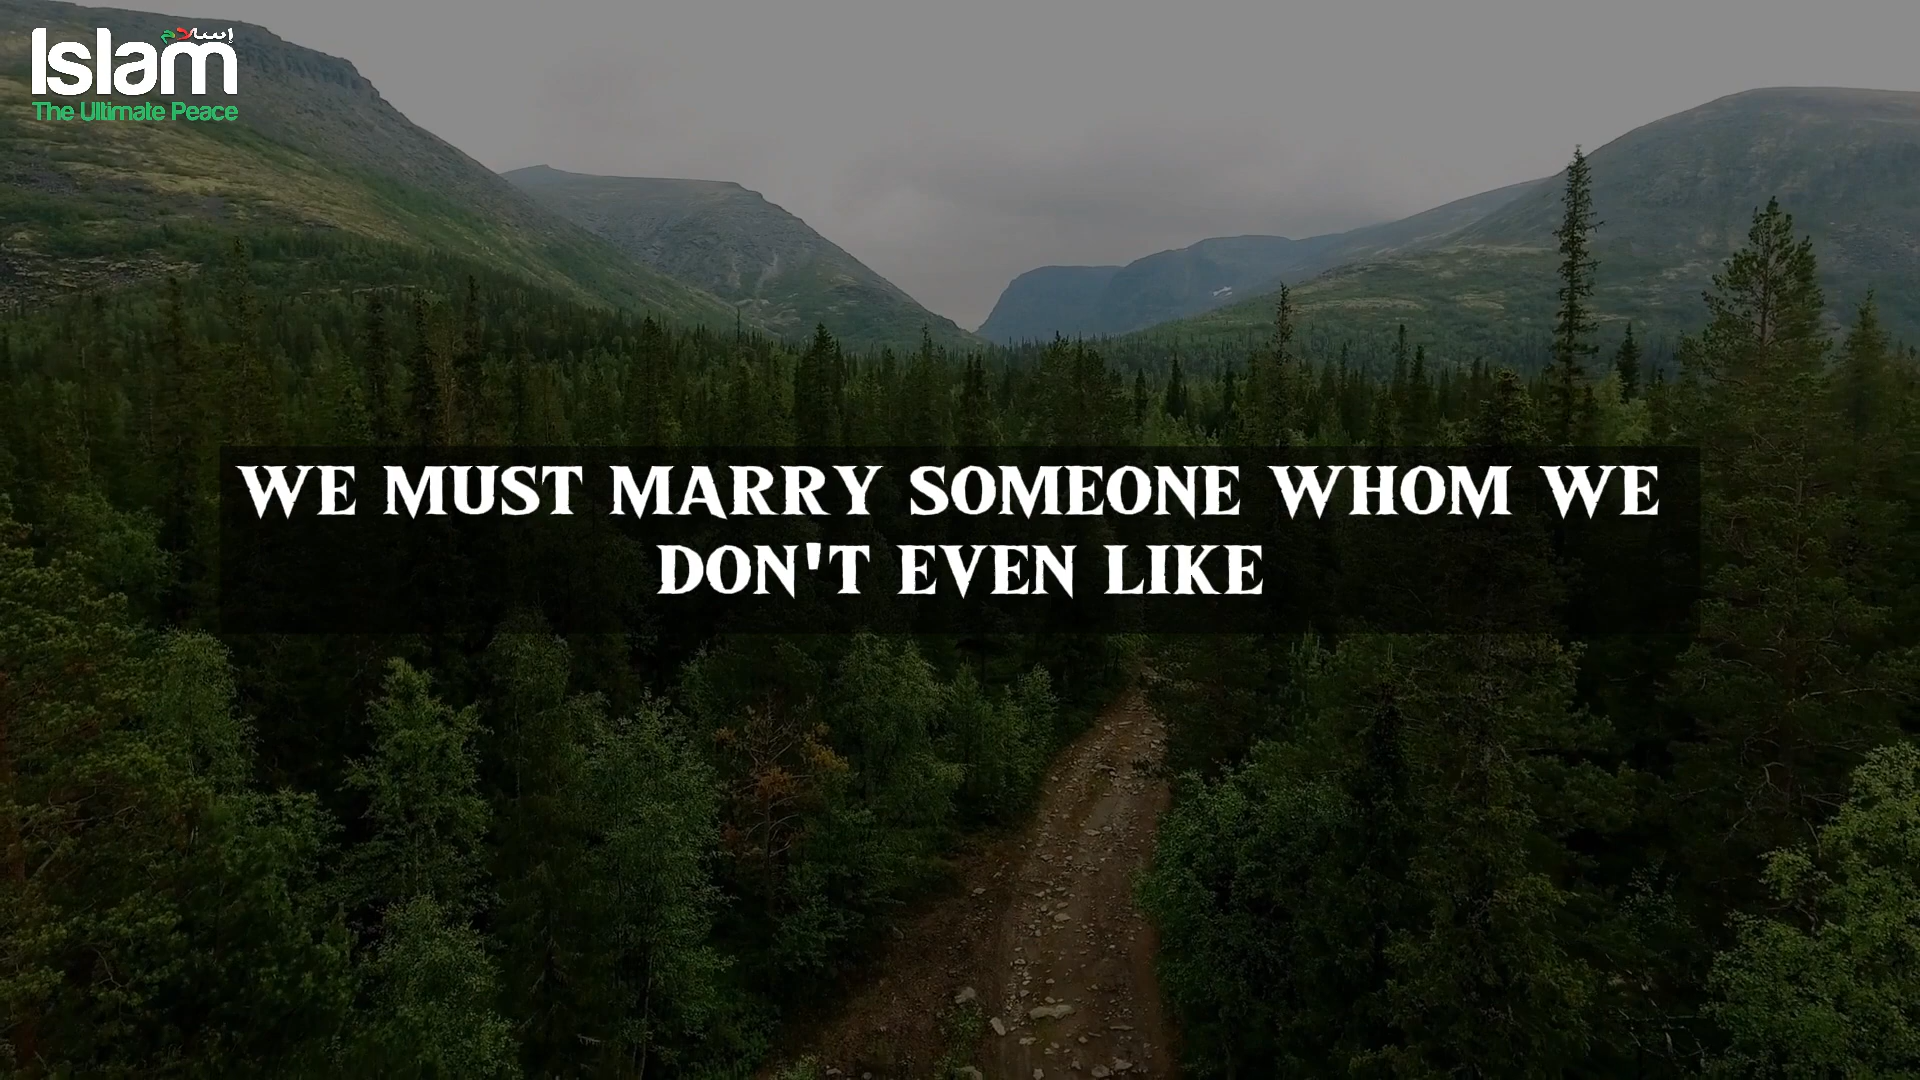 إسلام
Islam
The Ultimate Peace
WE MUST MARRY SOMEONE WHOM WE
DON'T EVEN LIKE